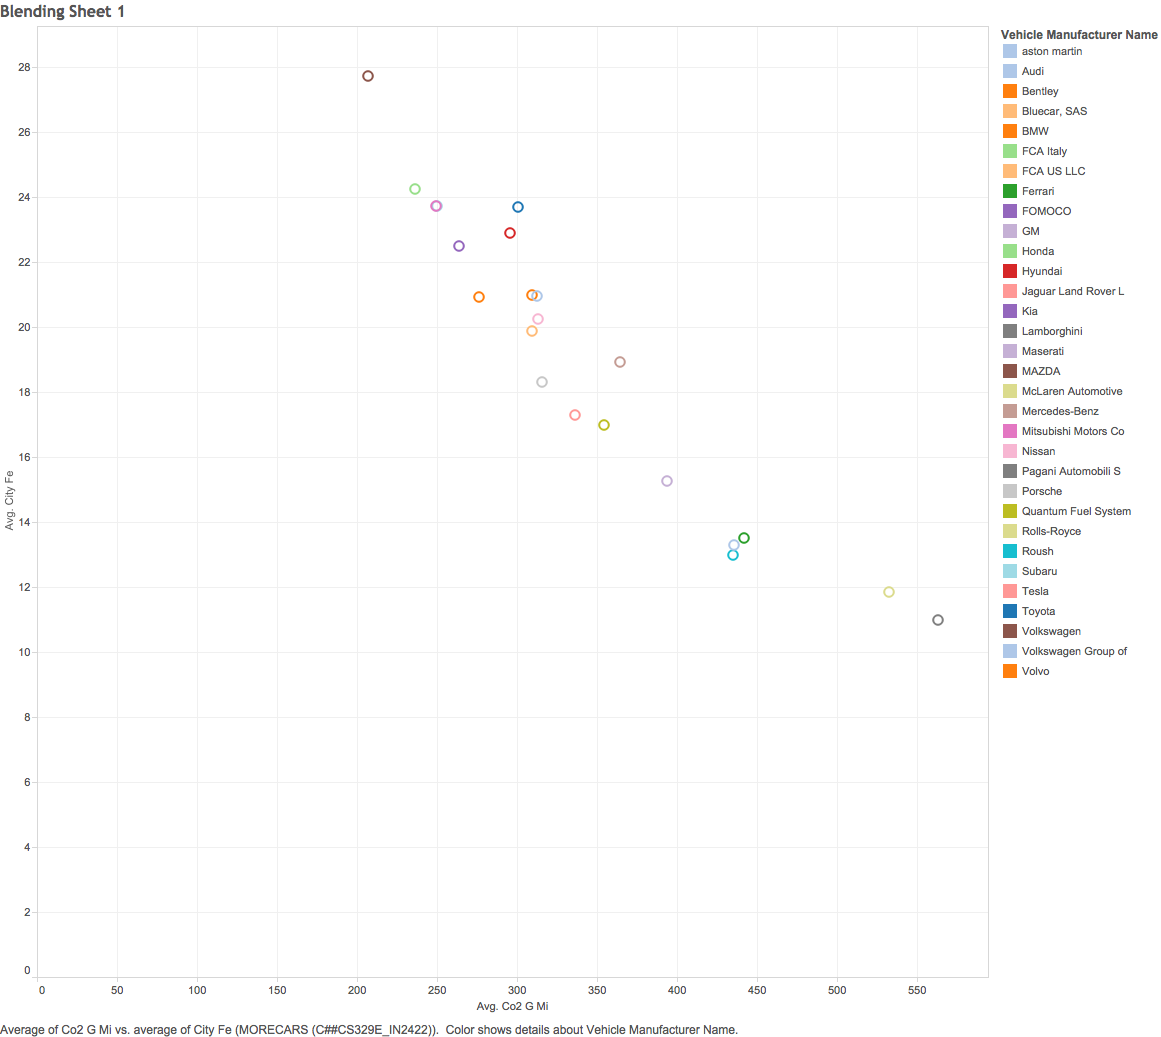 Blending Sheet 1
28
26
24
22
20
18
16
14
12
10
8
6
4
2
0
Avg. City Fe
0 50 100 150 200 250 300 350 400 450 500 550
Avg. Co2 G Mi
Vehicle Manufacturer Name
aston martin
Audi
Bentley
Bluecar, SAS
BMW
FCA Italy
FCA US LLC
Ferrari
FOMOCO
GM
Honda
Hyundai
Jaguar Land Rover L
Kia
Lamborghini
Maserati
MAZDA
McLaren Automotive
Mercedes-Benz
Mitsubishi Motors Co
Nissan
Pagani Automobili S
Porsche
Quantum Fuel System
Rolls-Royce
Roush
Subaru
Tesla
Toyota
Volkswagen
Volkswagen Group of
Volvo
Average of Co2 G Mi vs. average of City Fe (MORECARS (C##CS329E_IN2422)).  Color shows details about Vehicle Manufacturer Name.